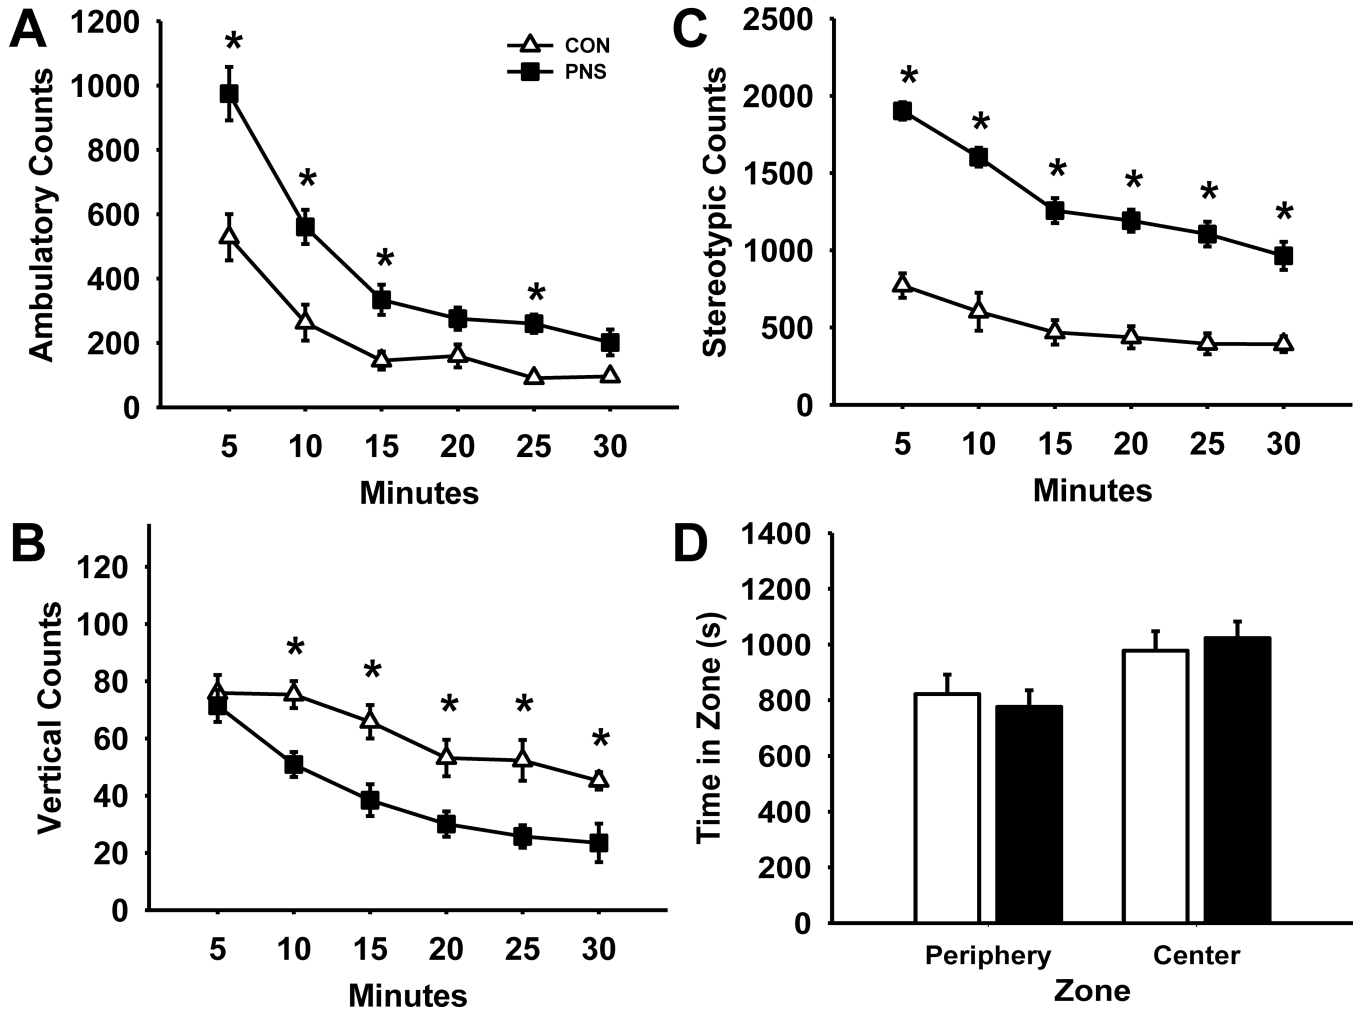 A
Ambulatory Counts
1200
1000
800
600
400
200
0
* * * *
CON
PNS
5 10 15 20 25 30
Minutes
C
Stereotypic Counts
2500
2000
1500
1000
500
0
* * * * * *
5 10 15 20 25 30
Minutes
B
Vertical Counts
120
100
80
60
40
20
0
* * * * *
5 10 15 20 25 30
Minutes
D
Time in Zone (s)
1400
1200
1000
800
600
400
200
0
Periphery Center
Zone